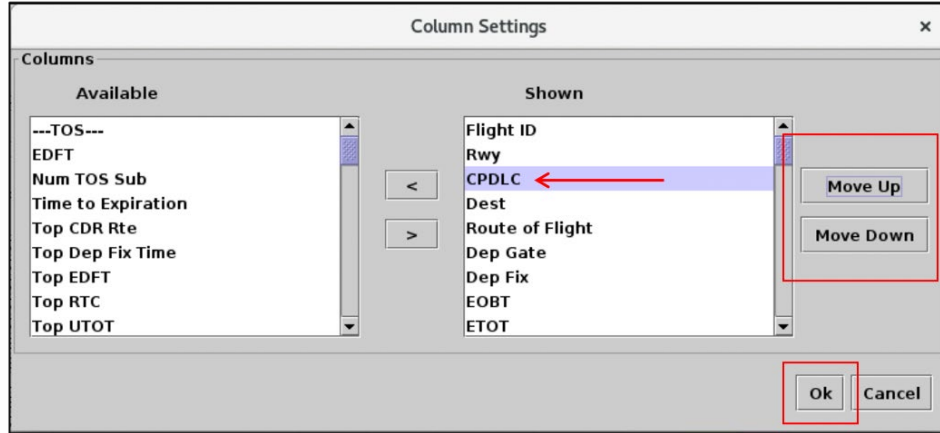 Column Settings
×
Columns
Available
Shown
---TOS---
EDFT
Num TOS Sub
Time to Expiration
Top CDR Rte
Top Dep Fix Time
Top EDFT
Top RTC
Top UTOT
<
>
Flight ID
Rwy
CPDLC
Dest
Route of Flight
Dep Gate
Dep Fix
EOBT
ETOT
Move Up
Move Down
Ok
Cancel